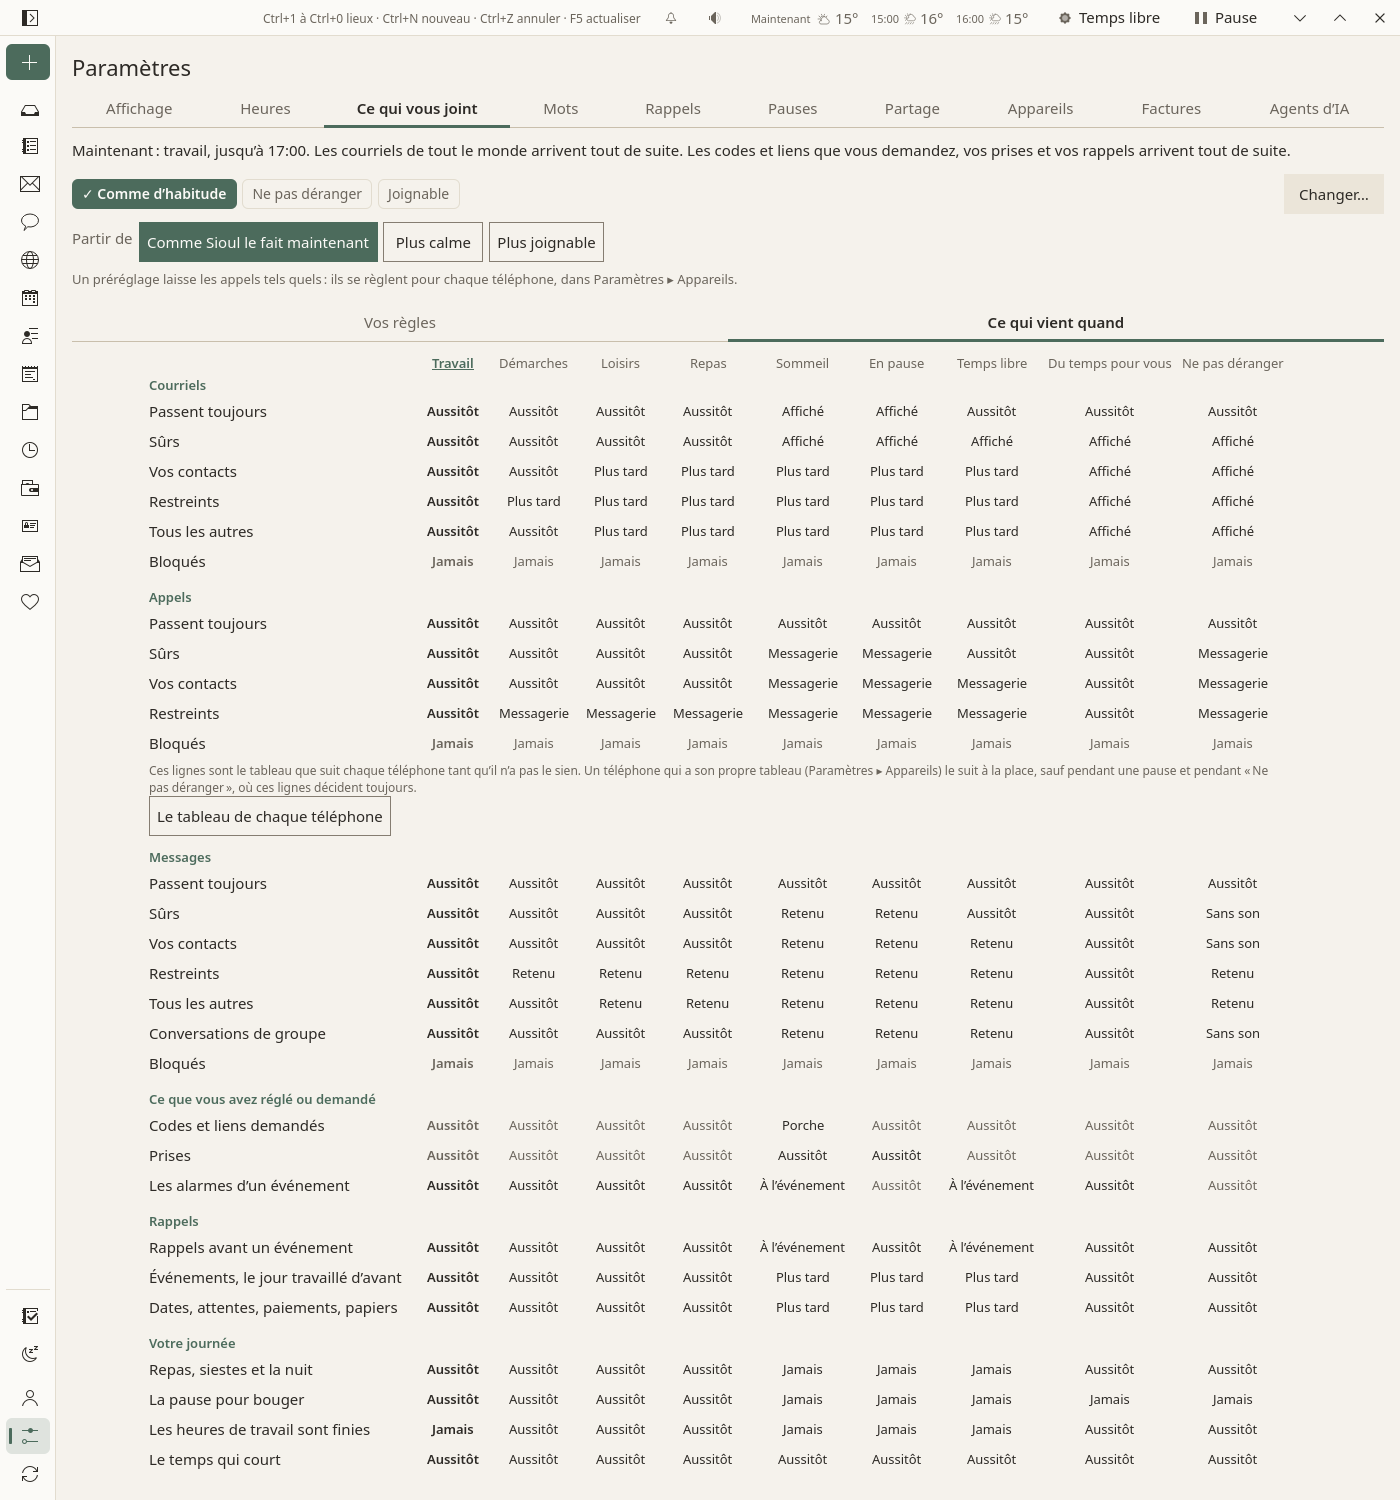 Ctrl+1 à Ctrl+0 lieux · Ctrl+N nouveau · Ctrl+Z annuler · F5 actualiser Maintenant 15° 15:00 16° 16:00 15° Temps libre Pause
Paramètres
Affichage Heures Ce qui vous joint Mots Rappels Pauses Partage Appareils Factures Agents d’IA
Maintenant : travail, jusqu’à 17:00. Les courriels de tout le monde arrivent tout de suite. Les codes et liens que vous demandez, vos prises et vos rappels arrivent tout de suite.
✓ Comme d’habitude Ne pas déranger Joignable Changer…
Partir de Comme Sioul le fait maintenant Plus calme Plus joignable
Un préréglage laisse les appels tels quels : ils se règlent pour chaque téléphone, dans Paramètres ▸ Appareils.
Vos règles Ce qui vient quand
Travail Démarches Loisirs Repas Sommeil En pause Temps libre Du temps pour vous Ne pas déranger
Courriels
Passent toujours Aussitôt Aussitôt Aussitôt Aussitôt Affiché Affiché Aussitôt Aussitôt Aussitôt
Sûrs Aussitôt Aussitôt Aussitôt Aussitôt Affiché Affiché Affiché Affiché Affiché
Vos contacts Aussitôt Aussitôt Plus tard Plus tard Plus tard Plus tard Plus tard Affiché Affiché
Restreints Aussitôt Plus tard Plus tard Plus tard Plus tard Plus tard Plus tard Affiché Affiché
Tous les autres Aussitôt Aussitôt Plus tard Plus tard Plus tard Plus tard Plus tard Affiché Affiché
Bloqués Jamais Jamais Jamais Jamais Jamais Jamais Jamais Jamais Jamais
Appels
Passent toujours Aussitôt Aussitôt Aussitôt Aussitôt Aussitôt Aussitôt Aussitôt Aussitôt Aussitôt
Sûrs Aussitôt Aussitôt Aussitôt Aussitôt Messagerie Messagerie Aussitôt Aussitôt Messagerie
Vos contacts Aussitôt Aussitôt Aussitôt Aussitôt Messagerie Messagerie Messagerie Aussitôt Messagerie
Restreints Aussitôt Messagerie Messagerie Messagerie Messagerie Messagerie Messagerie Aussitôt Messagerie
Bloqués Jamais Jamais Jamais Jamais Jamais Jamais Jamais Jamais Jamais
Ces lignes sont le tableau que suit chaque téléphone tant qu’il n’a pas le sien. Un téléphone qui a son propre tableau (Paramètres ▸ Appareils) le suit à la place, sauf pendant une pause et pendant « Ne
pas déranger », où ces lignes décident toujours.
Le tableau de chaque téléphone
Messages
Passent toujours Aussitôt Aussitôt Aussitôt Aussitôt Aussitôt Aussitôt Aussitôt Aussitôt Aussitôt
Sûrs Aussitôt Aussitôt Aussitôt Aussitôt Retenu Retenu Aussitôt Aussitôt Sans son
Vos contacts Aussitôt Aussitôt Aussitôt Aussitôt Retenu Retenu Retenu Aussitôt Sans son
Restreints Aussitôt Retenu Retenu Retenu Retenu Retenu Retenu Aussitôt Retenu
Tous les autres Aussitôt Aussitôt Retenu Retenu Retenu Retenu Retenu Aussitôt Retenu
Conversations de groupe Aussitôt Aussitôt Aussitôt Aussitôt Retenu Retenu Retenu Aussitôt Sans son
Bloqués Jamais Jamais Jamais Jamais Jamais Jamais Jamais Jamais Jamais
Ce que vous avez réglé ou demandé
Codes et liens demandés Aussitôt Aussitôt Aussitôt Aussitôt Porche Aussitôt Aussitôt Aussitôt Aussitôt
Prises Aussitôt Aussitôt Aussitôt Aussitôt Aussitôt Aussitôt Aussitôt Aussitôt Aussitôt
Les alarmes d’un événement Aussitôt Aussitôt Aussitôt Aussitôt À l’événement Aussitôt À l’événement Aussitôt Aussitôt
Rappels
Rappels avant un événement Aussitôt Aussitôt Aussitôt Aussitôt À l’événement Aussitôt À l’événement Aussitôt Aussitôt
Événements, le jour travaillé d’avant Aussitôt Aussitôt Aussitôt Aussitôt Plus tard Plus tard Plus tard Aussitôt Aussitôt
Dates, attentes, paiements, papiers Aussitôt Aussitôt Aussitôt Aussitôt Plus tard Plus tard Plus tard Aussitôt Aussitôt
Votre journée
Repas, siestes et la nuit Aussitôt Aussitôt Aussitôt Aussitôt Jamais Jamais Jamais Aussitôt Aussitôt
La pause pour bouger Aussitôt Aussitôt Aussitôt Aussitôt Jamais Jamais Jamais Jamais Jamais
Les heures de travail sont finies Jamais Aussitôt Aussitôt Aussitôt Jamais Jamais Jamais Aussitôt Aussitôt
Le temps qui court Aussitôt Aussitôt Aussitôt Aussitôt Aussitôt Aussitôt Aussitôt Aussitôt Aussitôt